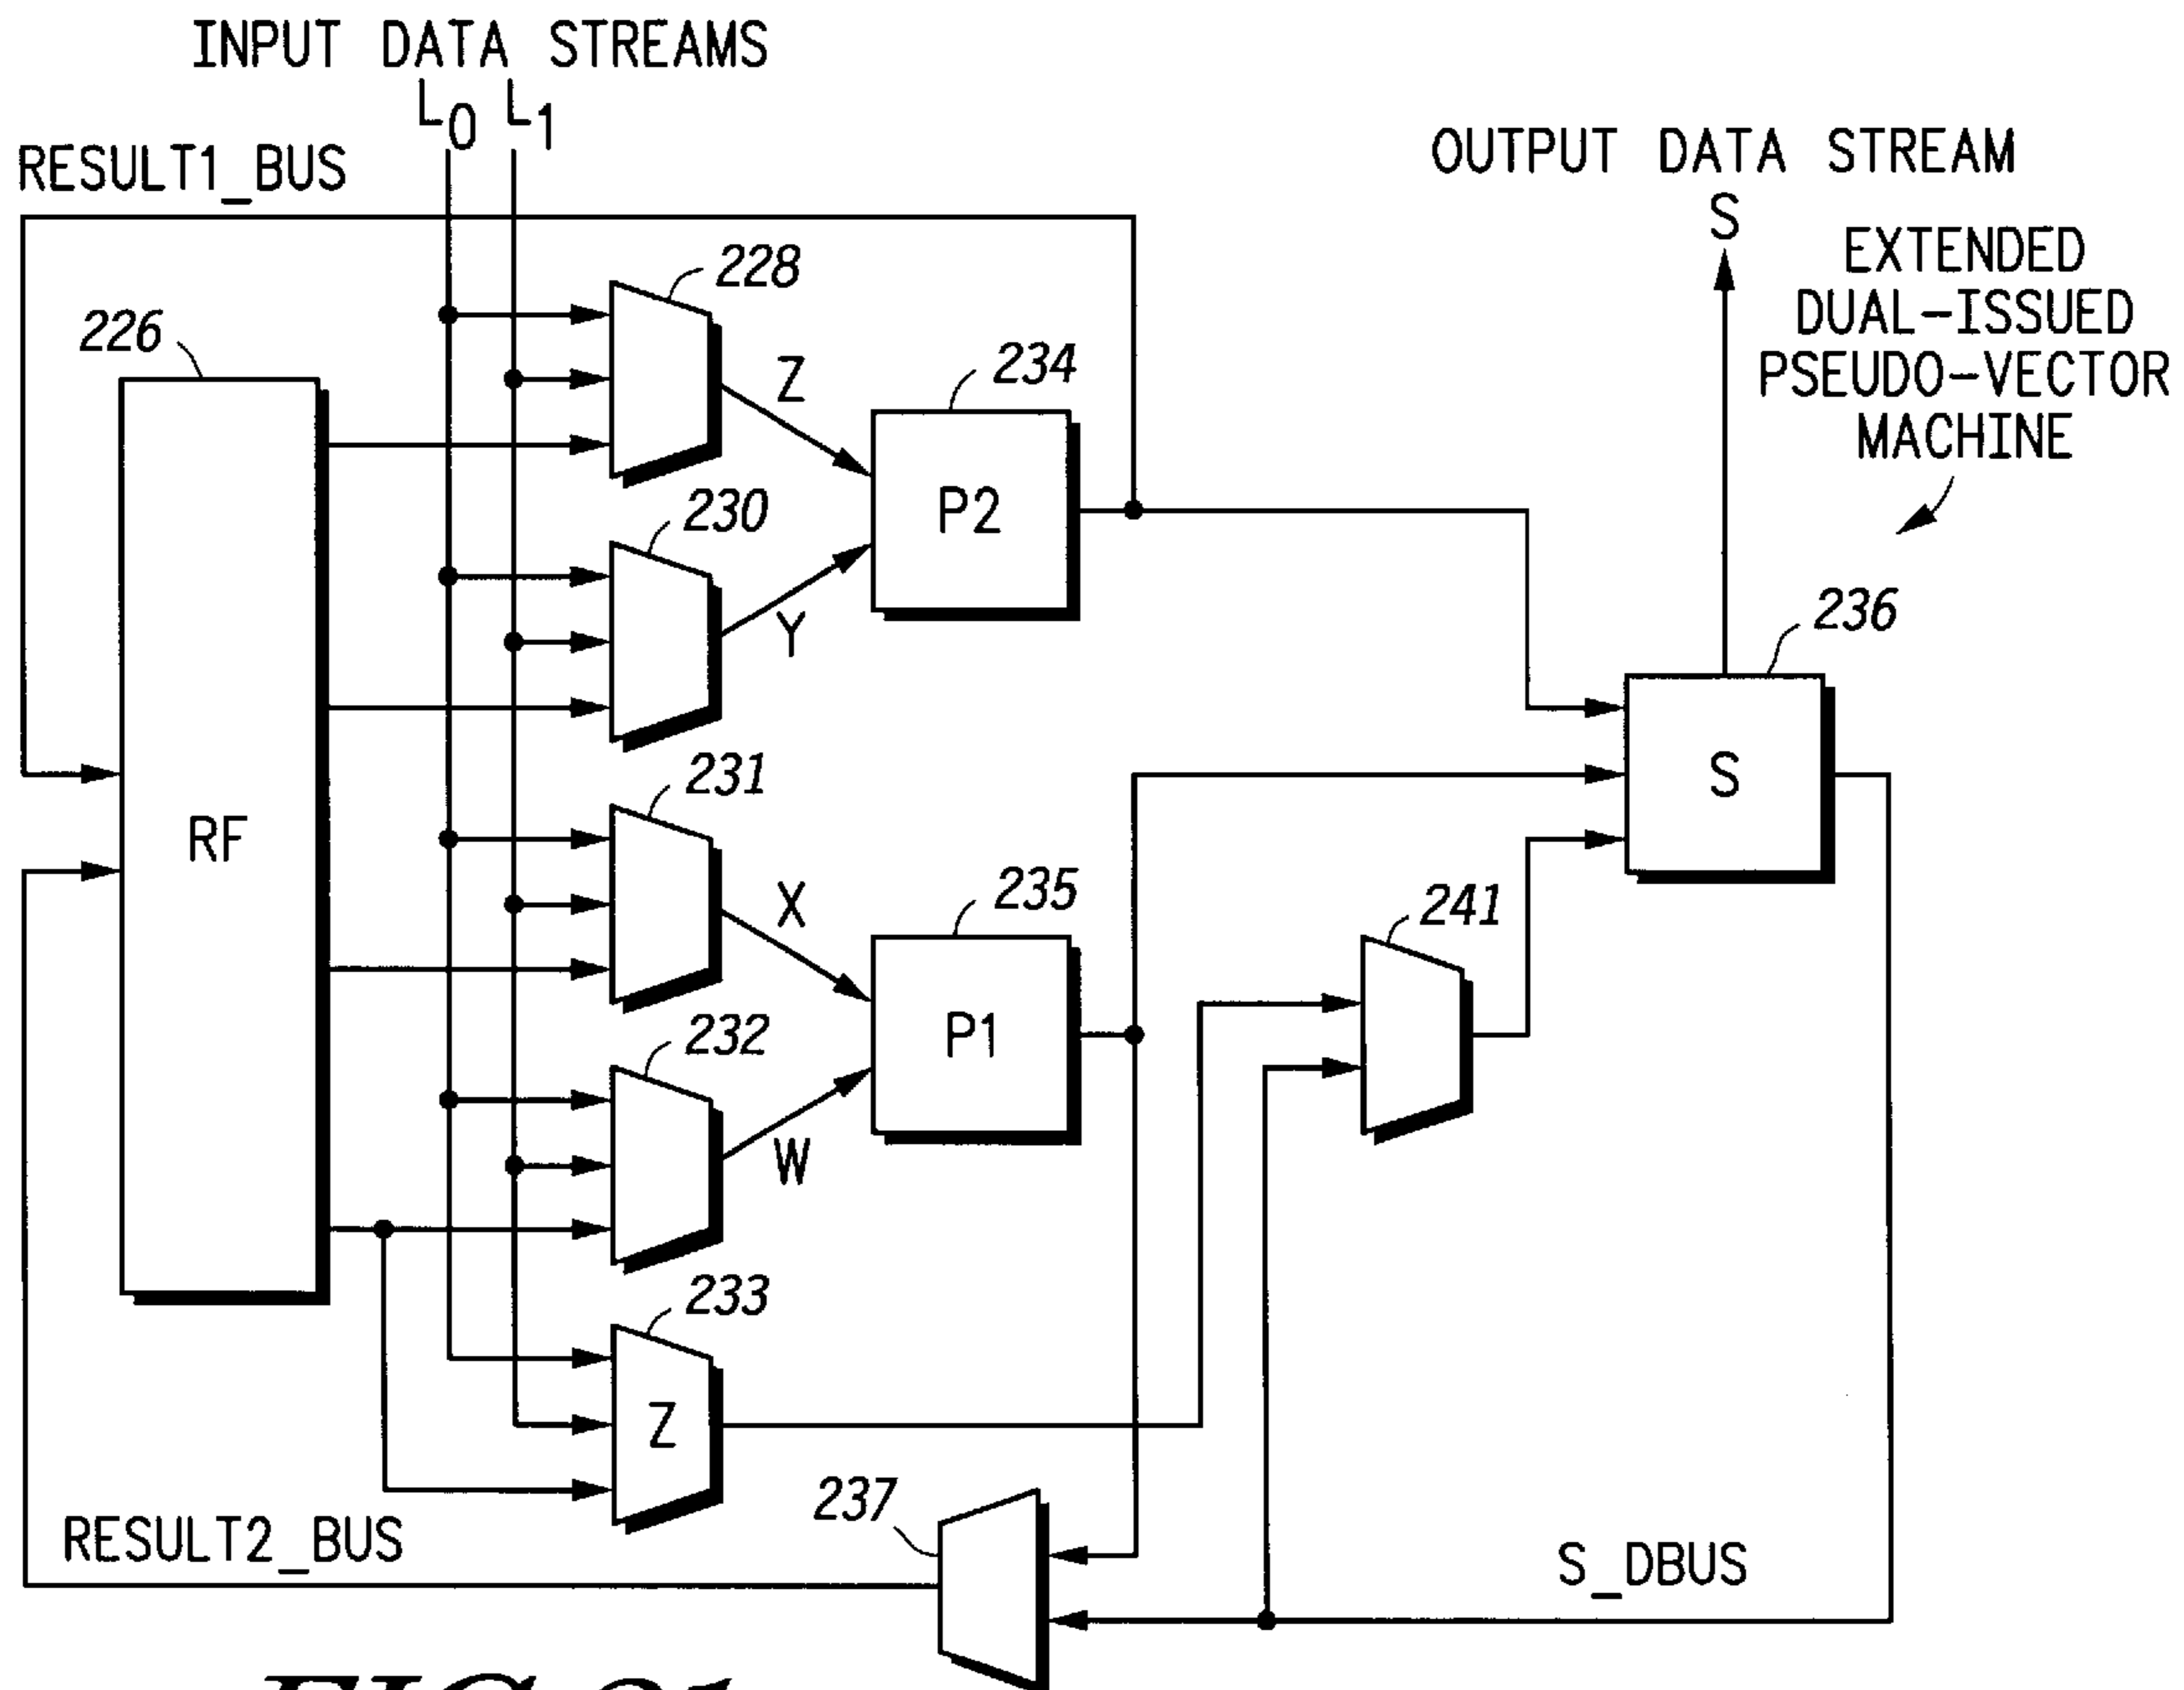 INPUT DATA STREAMS
L0 L1
RESULT1_BUS
OUTPUT DATA STREAM
S
EXTENDED
DUAL-ISSUED
PSEUDO-VECTOR
MACHINE
228
226
Z
234
P2
230
Y
236
S
231
RF
X
235
241
P1
232
W
233
Z
237
RESULT2_BUS
S_DBUS